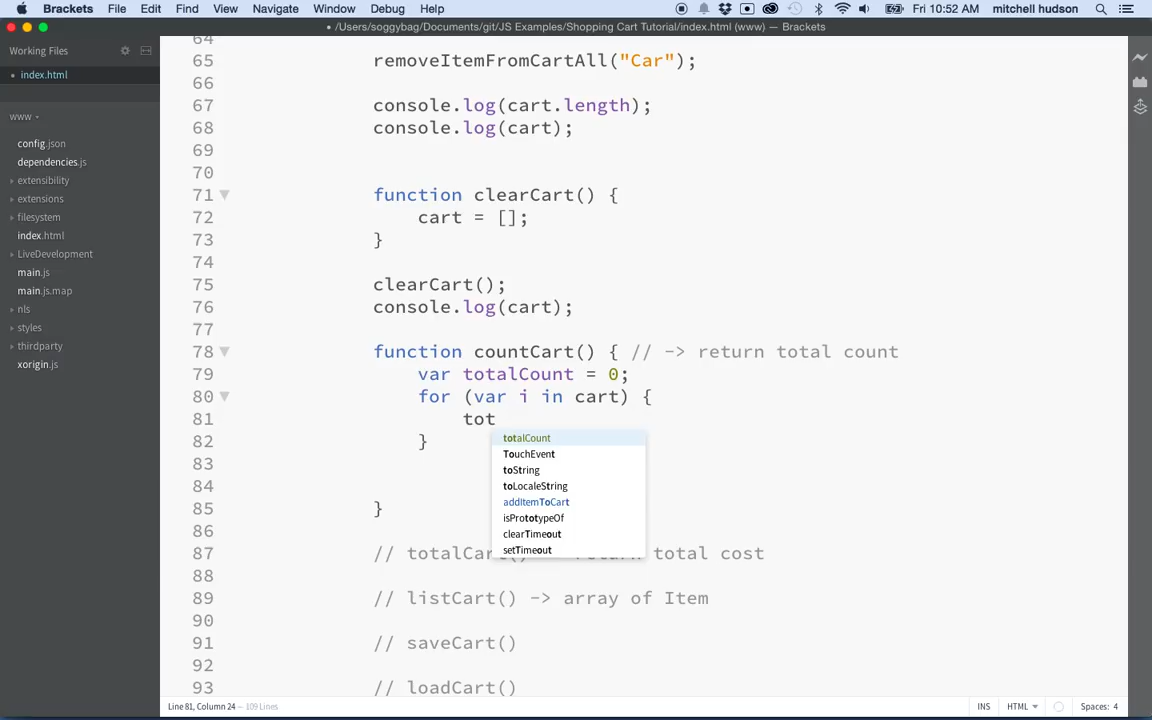 Brackets File Edit Find View Navigate Debug Help Fri 10:52 AM mitchell hudson
• /Users/soggybag/Documents/git/JS Examples/Shopping Cart Tutorial/index.html (www) — Brackets
Working Files
• index.html
www
config.json
dependencies.js
extensibility
extensions
filesystem
index.html
LiveDevelopment
main.js
main.js.map
nls
styles
thirdparty
xorigin.js
64
65 removeItemFromCartAll("Car");
66
67 console.log(cart.length);
68 console.log(cart);
69
70
71 function clearCart() {
72 cart = [];
73 }
74
75 clearCart();
76 console.log(cart);
77
78 function countCart() { // -> return total count
79 var totalCount = 0;
80 for (var i in cart) {
81 tot
82 }
83
84
85 }
86
87 // totalCart() return total cost
88
89 // listCart() -> array of Item
90
91 // saveCart()
92
93 // loadCart()
totalCount
TouchEvent
toString
toLocaleString
addItemToCart
isPrototypeOf
clearTimeout
setTimeout
Line 81, Column 24 — 109 Lines INS HTML Spaces: 4